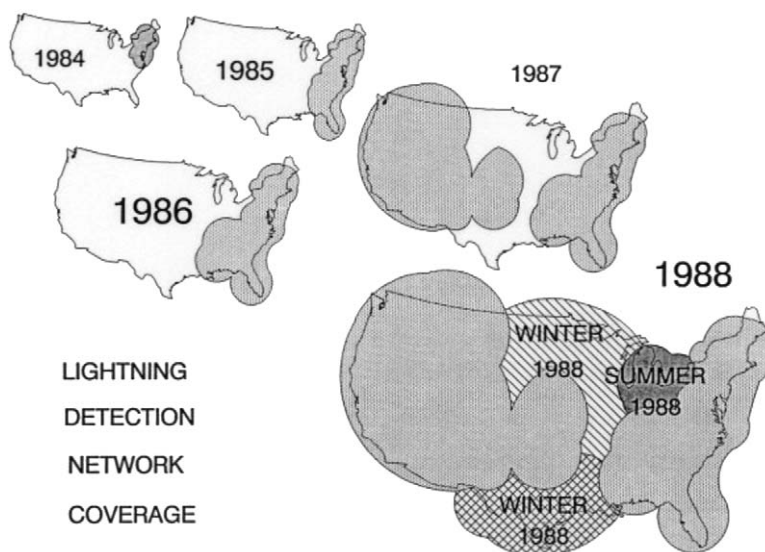 1984
1985
1987
1986
1988
WINTER
1988
SUMMER
1988
WINTER
1988
LIGHTNING
DETECTION
NETWORK
COVERAGE